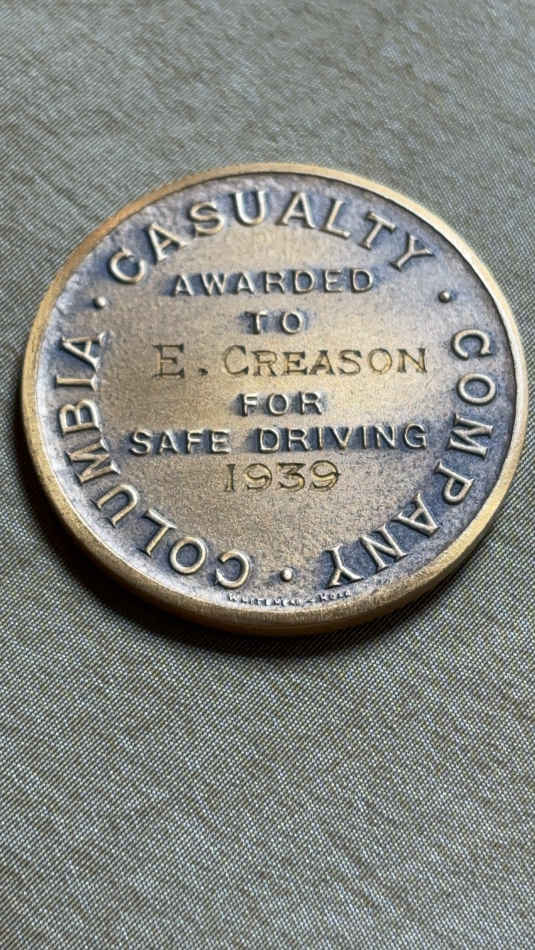 COLUMBIA · CASUALTY · COMPANY ·
AWARDED
TO
E. CREASON
FOR
SAFE DRIVING
1939